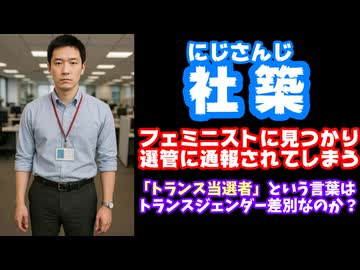 にじさんじ
社築
フェミニストに見つかり
選管に通報されてしまう
「トランス当選者」という言葉は
トランスジェンダー差別なのか？